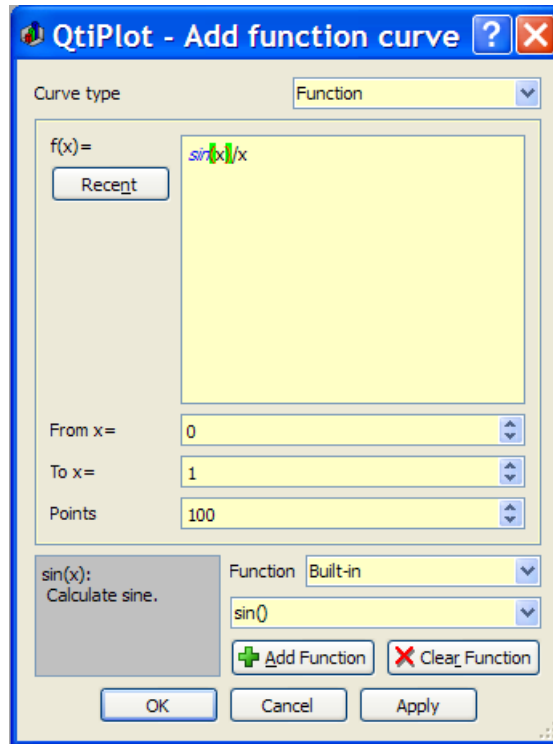 QtiPlot - Add function curve ? X
Curve type Function
f(x)= sin(x)/x
Recent
From x= 0
To x= 1
Points 100
sin(x):
Calculate sine.
Function Built-in
sin()
Add Function Clear Function
OK Cancel Apply